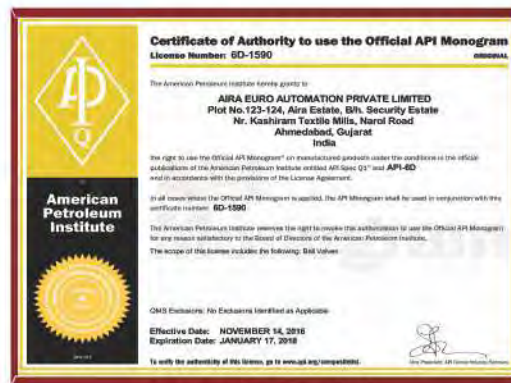 Certificate of Authority to use the Official API Monogram
License Number: 6D-1590
ORIGINAL
The American Petroleum Institute hereby grants to
AIRA EURO AUTOMATION PRIVATE LIMITED
Plot No.123-124, Aira Estate, B/h. Security Estate
Nr. Kashiram Textile Mills, Narol Road
Ahmedabad, Gujarat
India
the right to use the Official API Monogram® on manufactured products under the conditions in the official
publications of the American Petroleum Institute entitled API Spec Q1® and API-6D
and in accordance with the provisions of the License Agreement.
In all cases where the Official API Monogram is applied, the API Monogram shall be used in conjunction with this
certificate number: 6D-1590
The American Petroleum Institute reserves the right to revoke this authorization to use the Official API Monogram
for any reason satisfactory to the Board of Directors of the American Petroleum Institute.
The scope of this license includes the following: Ball Valves
QMS Exclusions: No Exclusions Identified as Applicable
Effective Date: NOVEMBER 14, 2016
Expiration Date: JANUARY 17, 2018
To verify the authenticity of this license, go to www.api.org/compositelist.
API
Q
American
Petroleum
Institute